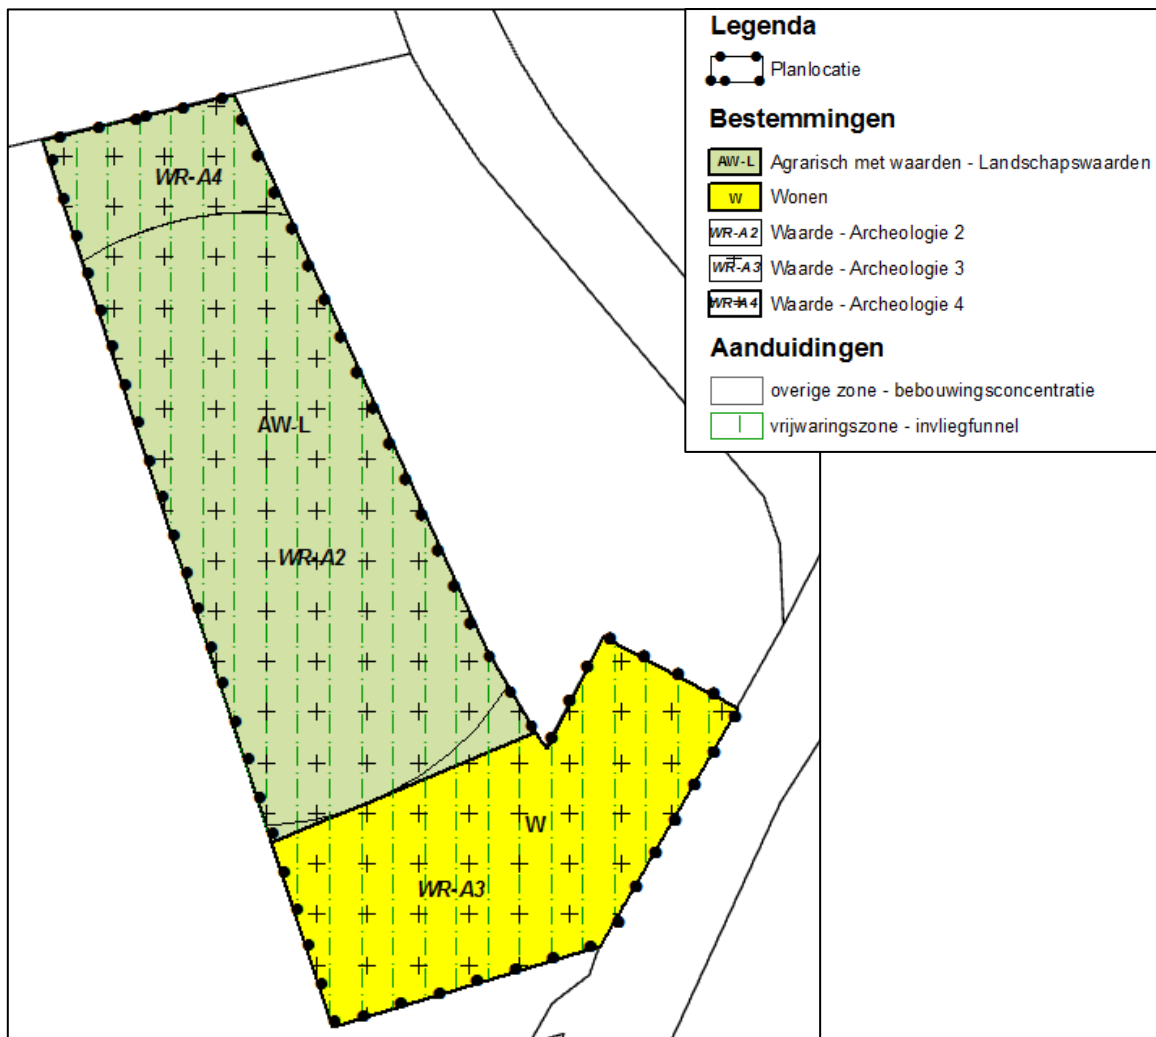 Legenda
Planlocatie
Bestemmingen
AW-L Agrarisch met waarden - Landschapswaarden
W Wonen
WR-A2 Waarde - Archeologie 2
WR-A3 Waarde - Archeologie 3
WR-A4 Waarde - Archeologie 4
Aanduidingen
overige zone - bebouwingsconcentratie
vrijwaringszone - invliegfunnel
WR-A4
AW-L
WR-A2
W
WR-A3